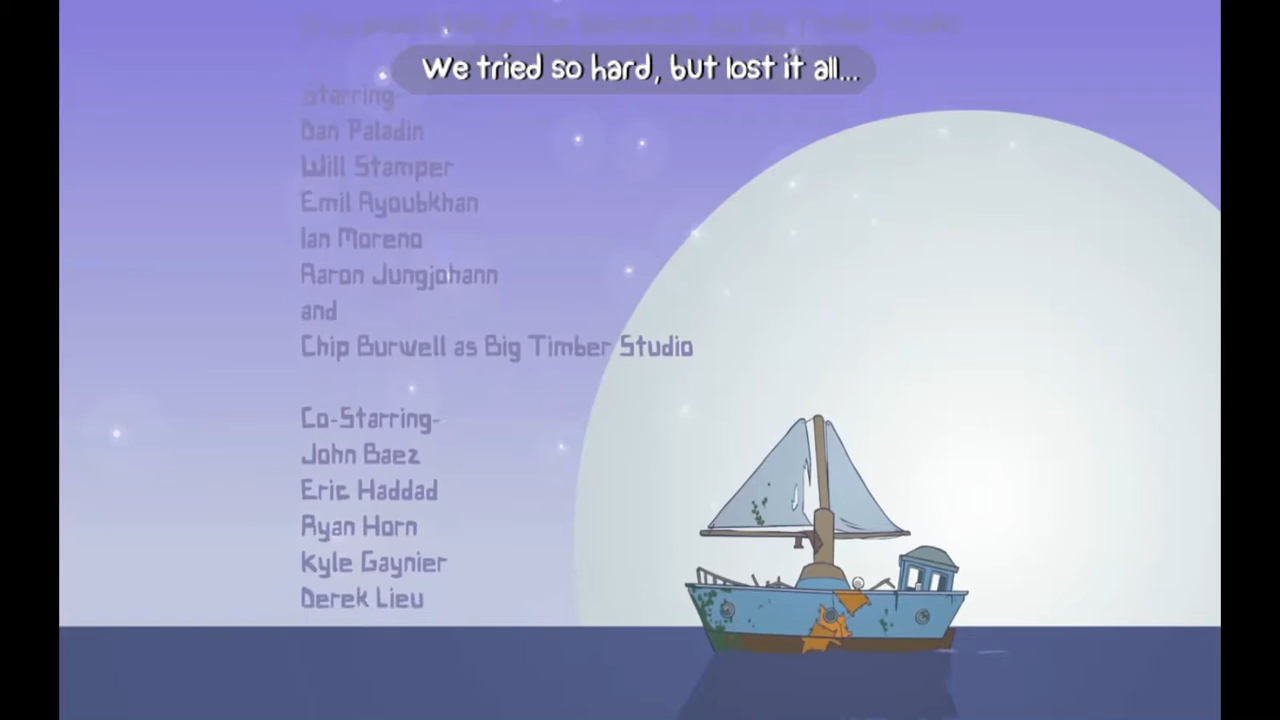 We tried so hard, but lost it all...
Starring-
Dan Paladin
Will Stamper
Emil Ayoubkhan
Ian Moreno
Aaron Jungjohann
and
Chip Burwell as Big Timber Studio
Co-Starring-
John Baez
Eric Haddad
Ryan Horn
Kyle Gaynier
Derek Lieu